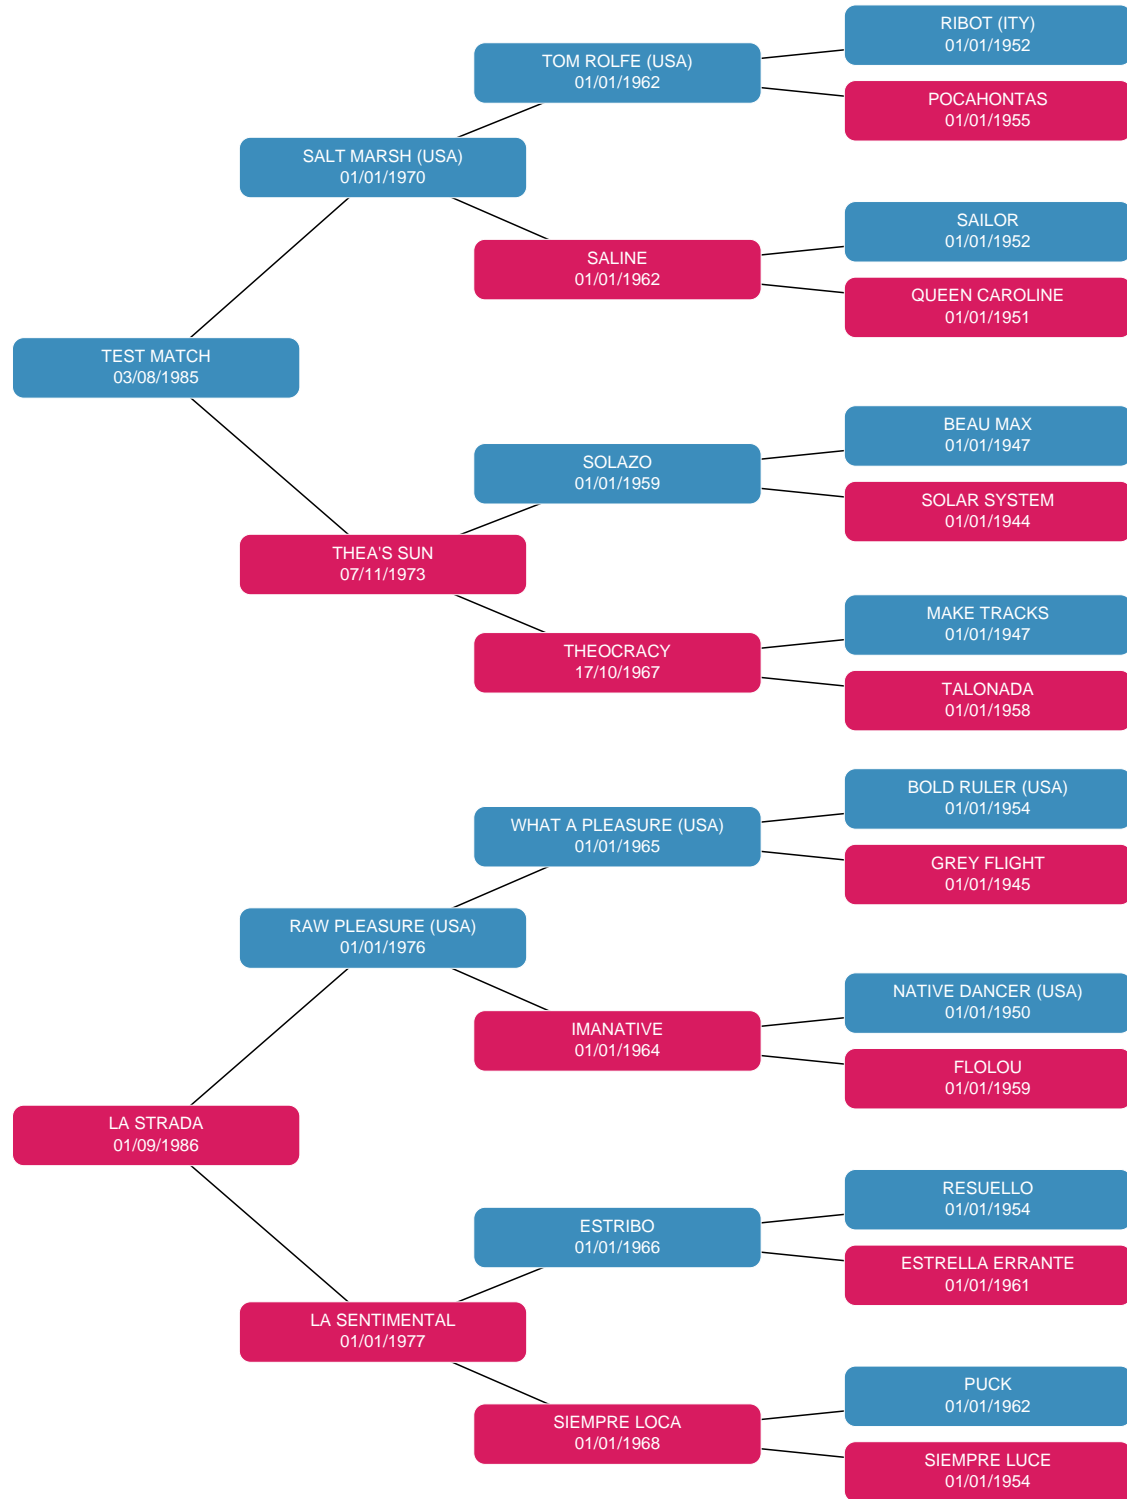 RIBOT (ITY)
01/01/1952
TOM ROLFE (USA)
01/01/1962
POCAHONTAS
01/01/1955
SALT MARSH (USA)
01/01/1970
SAILOR
01/01/1952
SALINE
01/01/1962
QUEEN CAROLINE
01/01/1951
TEST MATCH
03/08/1985
BEAU MAX
01/01/1947
SOLAZO
01/01/1959
SOLAR SYSTEM
01/01/1944
THEA'S SUN
07/11/1973
MAKE TRACKS
01/01/1947
THEOCRACY
17/10/1967
TALONADA
01/01/1958
BOLD RULER (USA)
01/01/1954
WHAT A PLEASURE (USA)
01/01/1965
GREY FLIGHT
01/01/1945
RAW PLEASURE (USA)
01/01/1976
NATIVE DANCER (USA)
01/01/1950
IMANATIVE
01/01/1964
FLOLOU
01/01/1959
LA STRADA
01/09/1986
RESUELLO
01/01/1954
ESTRIBO
01/01/1966
ESTRELLA ERRANTE
01/01/1961
LA SENTIMENTAL
01/01/1977
PUCK
01/01/1962
SIEMPRE LOCA
01/01/1968
SIEMPRE LUCE
01/01/1954